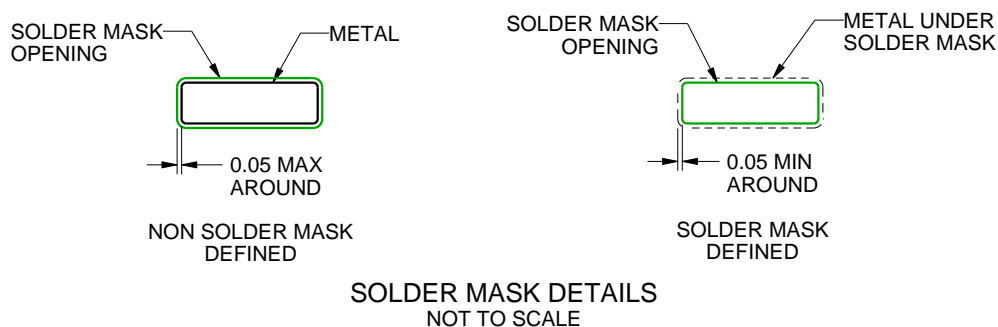 SOLDER MASK
OPENING
METAL
0.05 MAX
AROUND
NON SOLDER MASK
DEFINED
SOLDER MASK
OPENING
METAL UNDER
SOLDER MASK
0.05 MIN
AROUND
SOLDER MASK
DEFINED
SOLDER MASK DETAILS
NOT TO SCALE